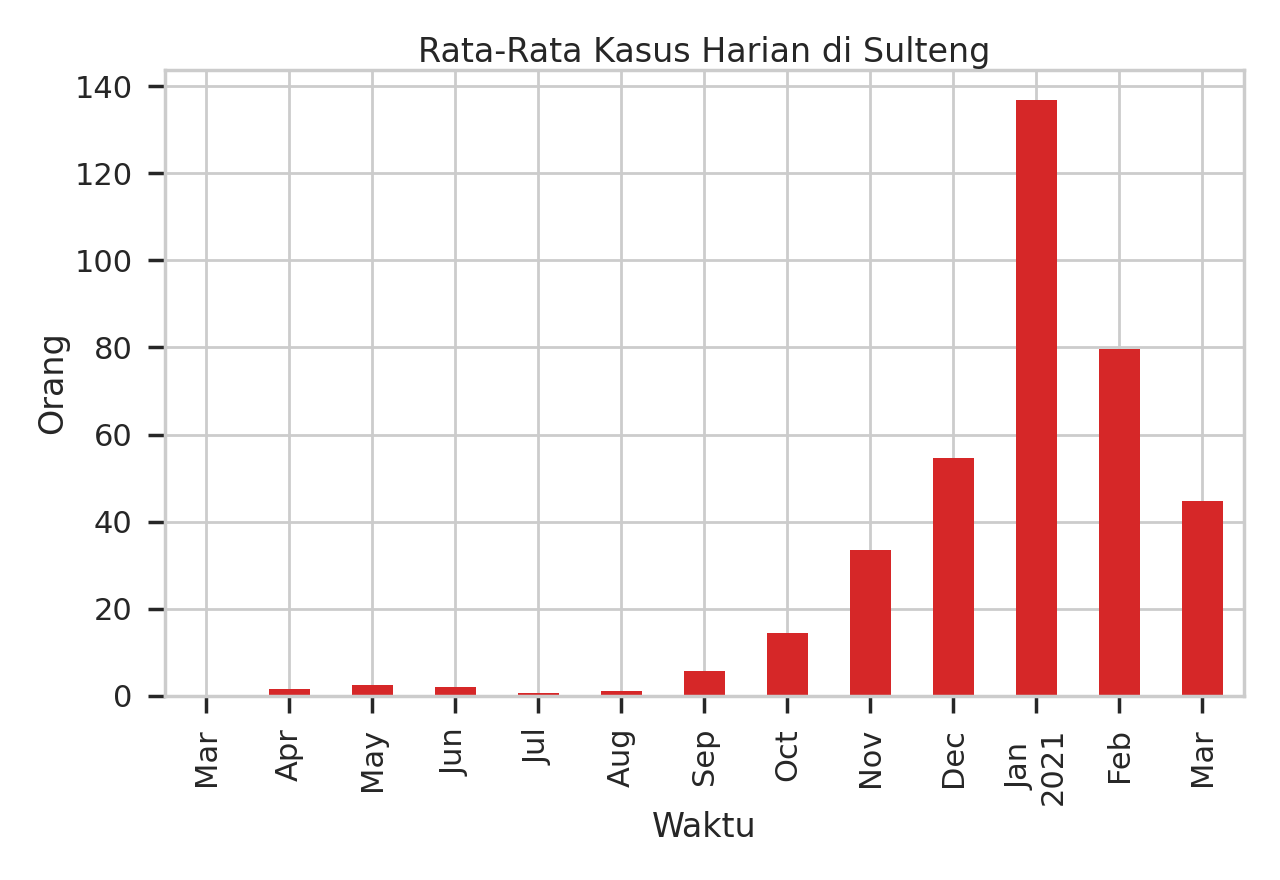 Rata-Rata Kasus Harian di Sulteng
140
120
100
80
60
40
20
0
Orang
Mar
Apr
May
Jun
Jul
Aug
Sep
Oct
Nov
Dec
Jan
2021
Feb
Mar
Waktu